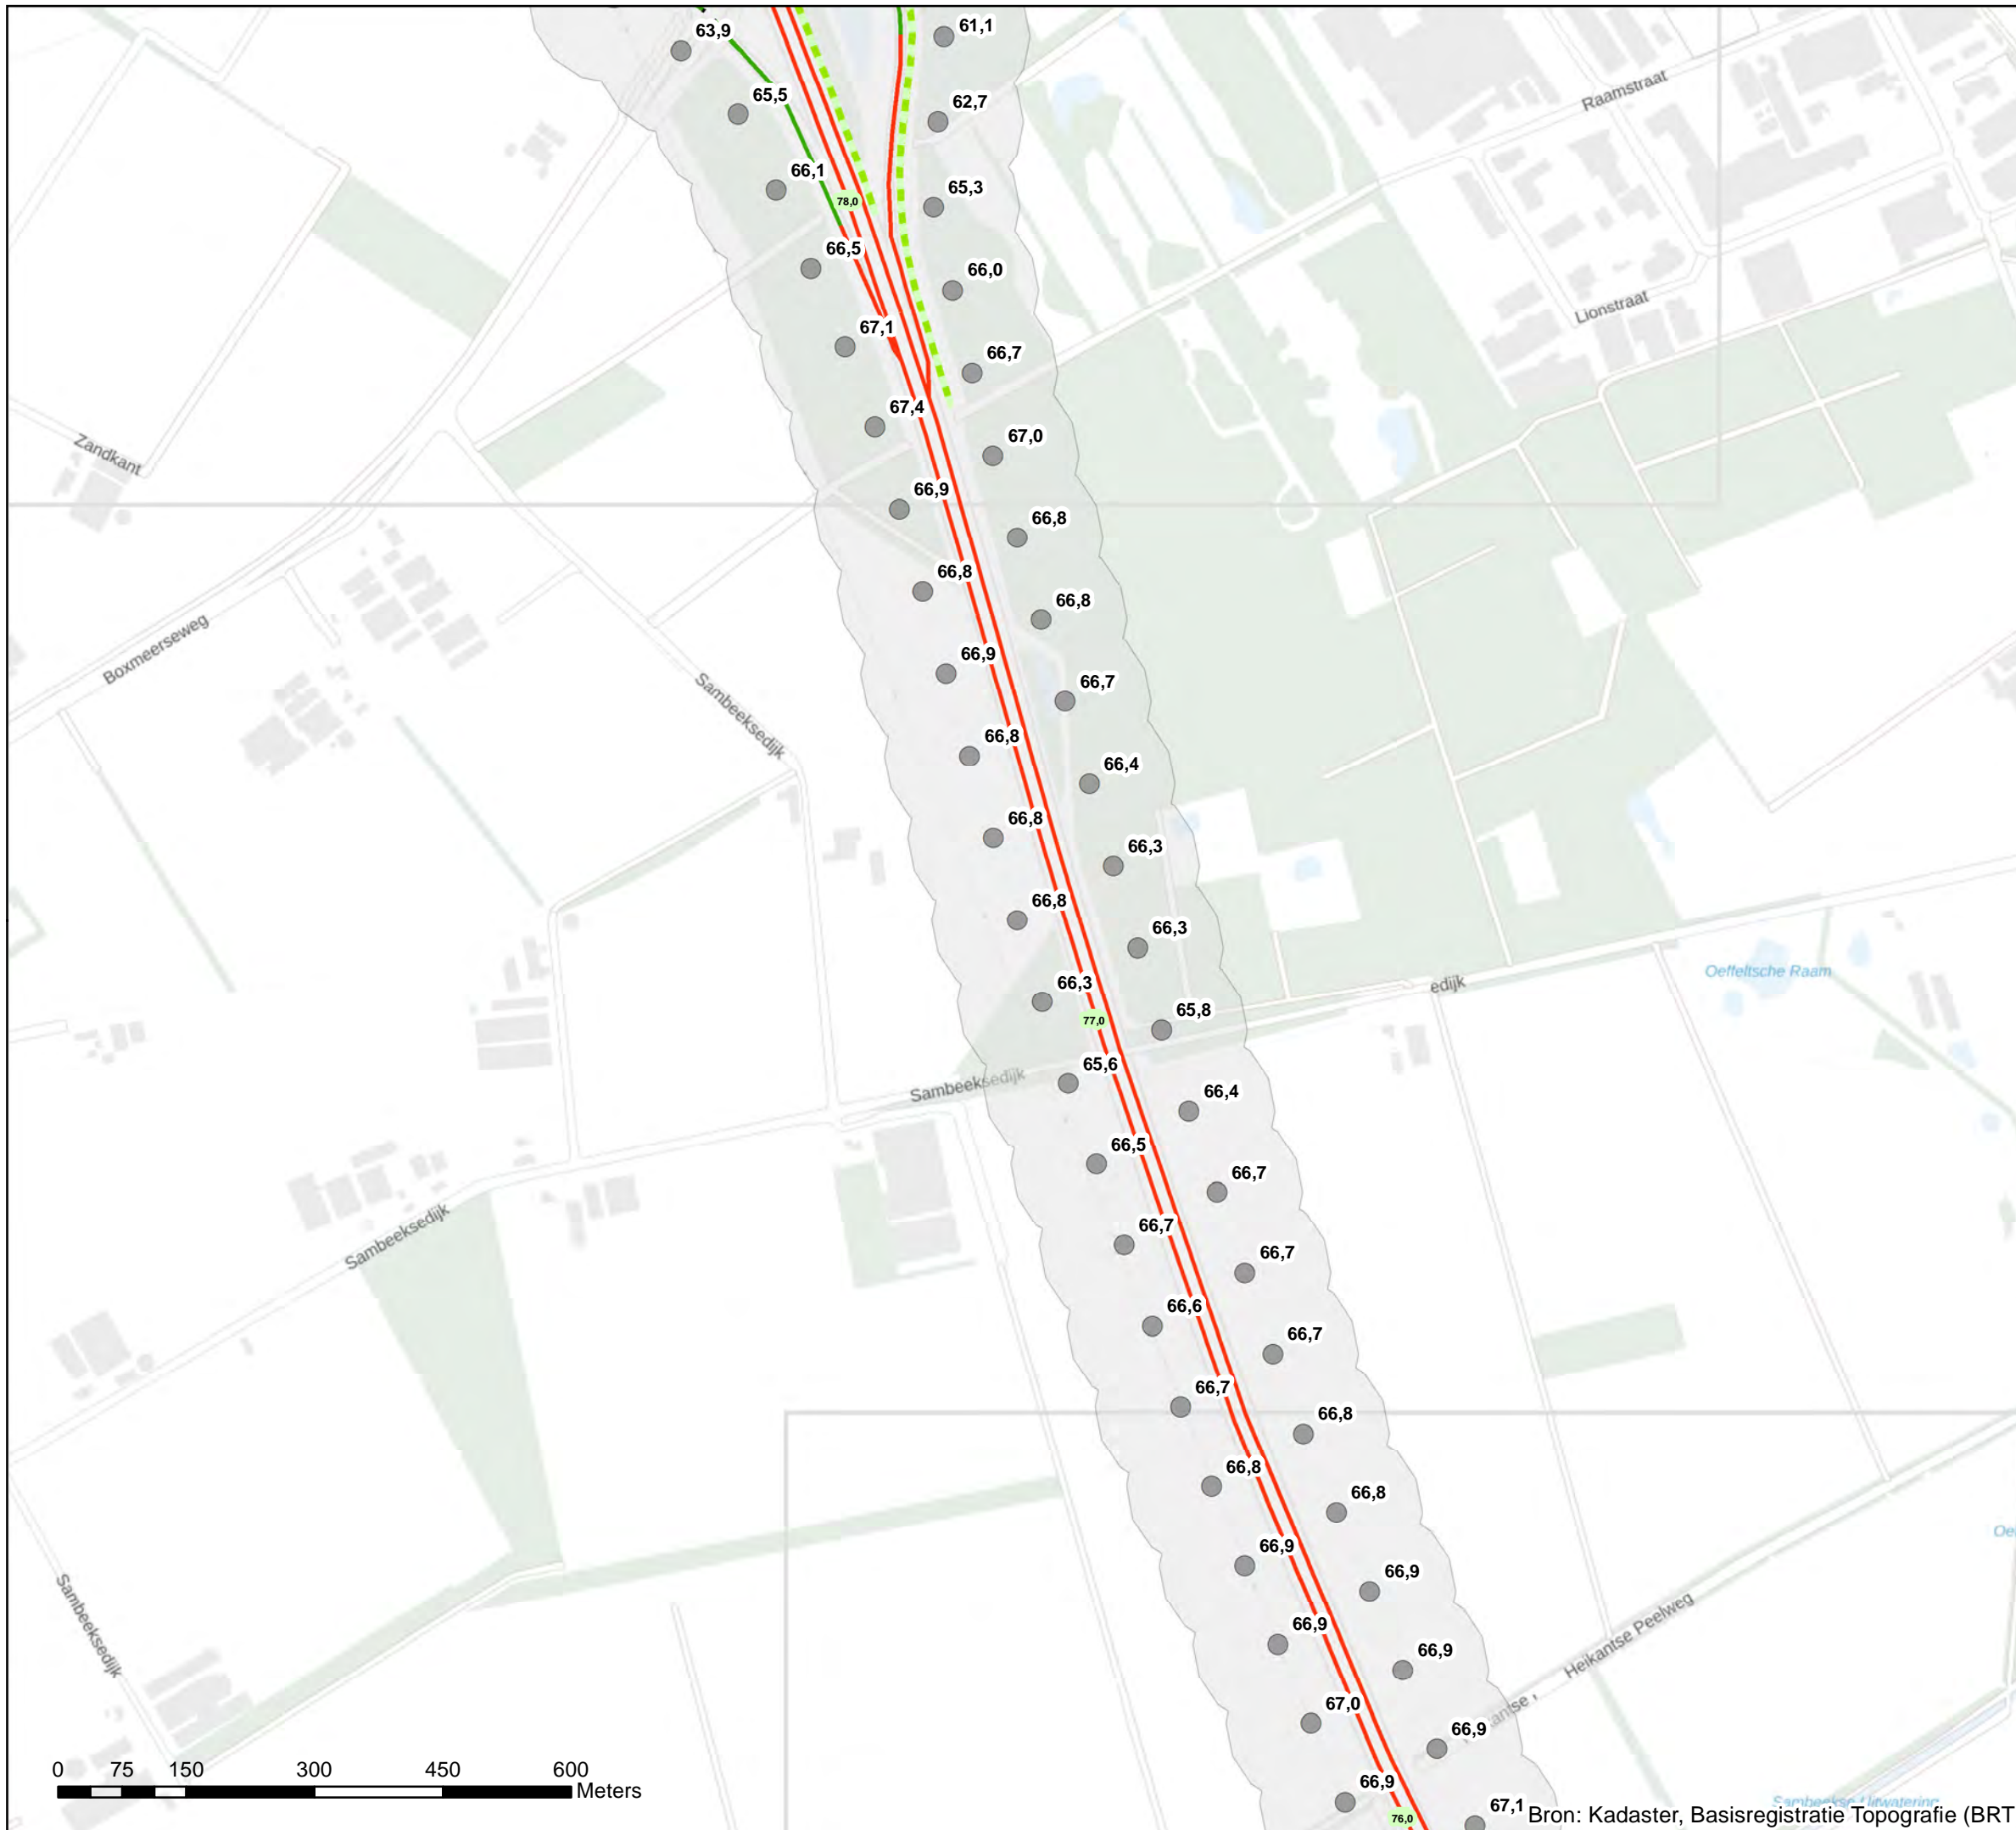 63,9
61,1
65,5
62,7
Raamstraat
66,1
65,3
78,0
66,5
66,0
Lionstraat
67,1
66,7
67,4
Zandkant
67,0
66,9
66,8
66,8
66,8
Boxmeerseweg
66,9
Sambeeksedijk
66,7
66,8
66,4
66,8
66,3
66,8
66,3
Oeffeltsche Raam
edijk
66,3
77,0
65,8
65,6
Sambeeksedijk
66,4
66,5
66,7
Sambeeksedijk
66,7
66,7
66,6
66,7
66,7
66,8
66,8
66,8
Oe
66,9
66,9
Sambeeksedijk
66,9
Heikantse Peelweg
66,9
67,0
antse
66,9
0 75 150 300 450 600
Meters
66,9
76,0
67,1
Sambeekse Uitwatering
Bron: Kadaster, Basisregistratie Topografie (BRT